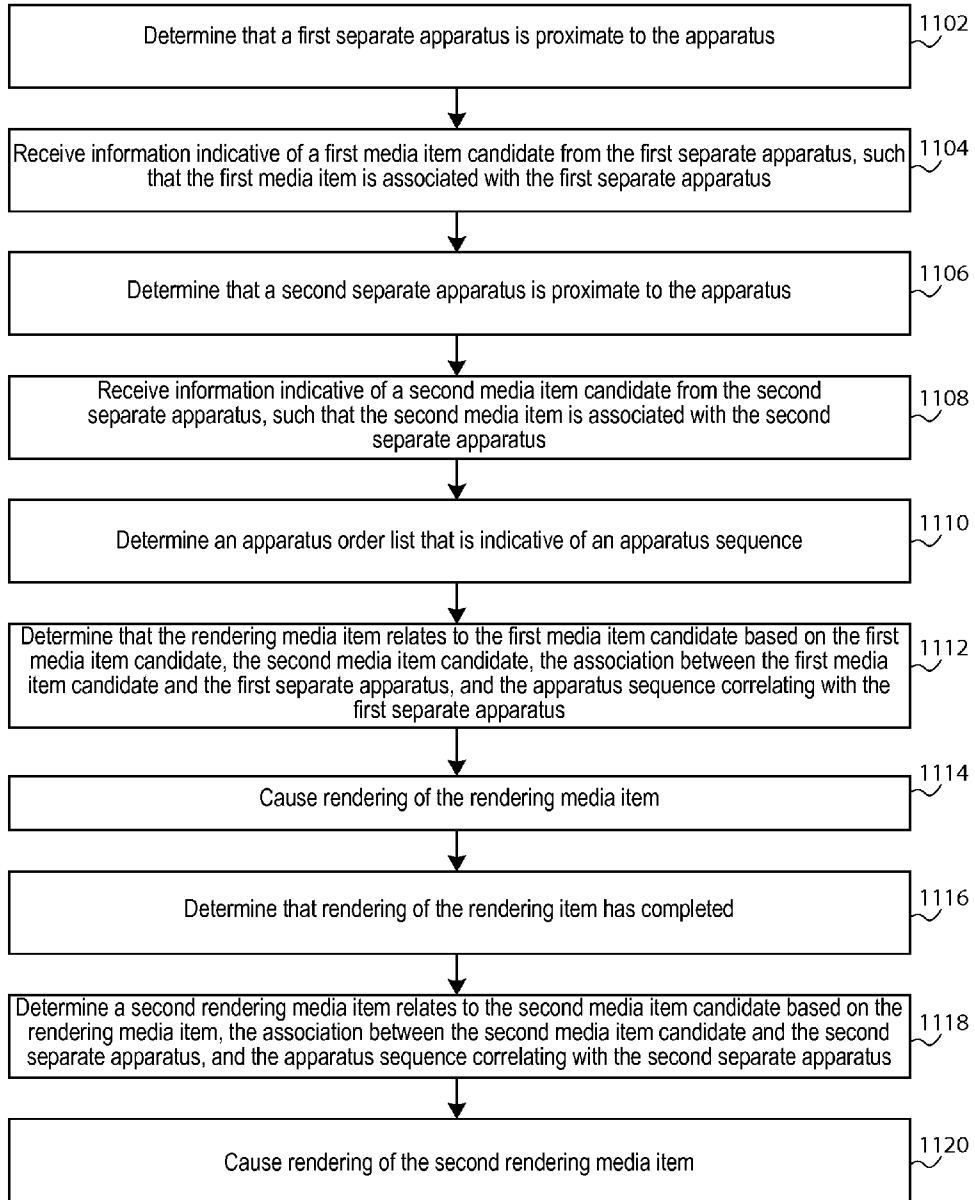 Determine that a first separate apparatus is proximate to the apparatus
1102
Receive information indicative of a first media item candidate from the first separate apparatus, such
that the first media item is associated with the first separate apparatus
1104
Determine that a second separate apparatus is proximate to the apparatus
1106
Receive information indicative of a second media item candidate from the second
separate apparatus, such that the second media item is associated with the second
separate apparatus
1108
Determine an apparatus order list that is indicative of an apparatus sequence
1110
Determine that the rendering media item relates to the first media item candidate based on the first
media item candidate, the second media item candidate, the association between the first media
item candidate and the first separate apparatus, and the apparatus sequence correlating with the
first separate apparatus
1112
Cause rendering of the rendering media item
1114
Determine that rendering of the rendering item has completed
1116
Determine a second rendering media item relates to the second media item candidate based on the
rendering media item, the association between the second media item candidate and the second
separate apparatus, and the apparatus sequence correlating with the second separate apparatus
1118
Cause rendering of the second rendering media item
1120